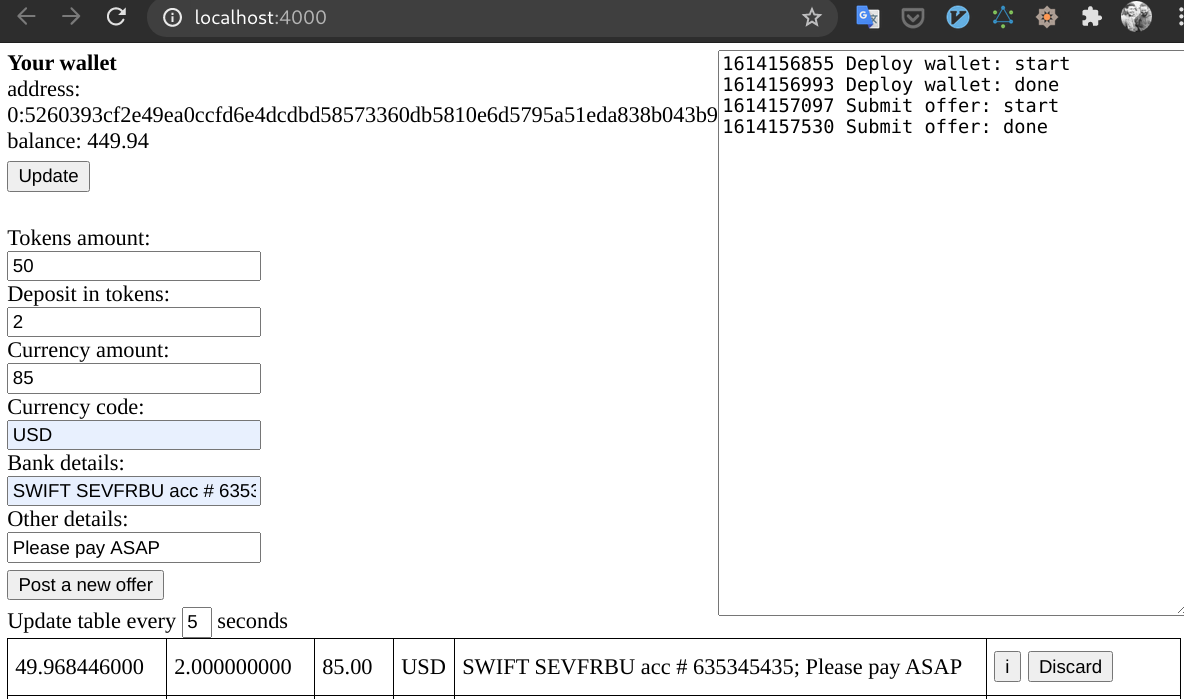 localhost:4000
Your wallet
address:
0:5260393cf2e49ea0ccfd6e4dcdbd58573360db5810e6d5795a51eda838b043b9
balance: 449.94
Update
Tokens amount:
50
Deposit in tokens:
2
Currency amount:
85
Currency code:
USD
Bank details:
SWIFT SEVFRBU acc # 6353
Other details:
Please pay ASAP
Post a new offer
1614156855 Deploy wallet: start
1614156993 Deploy wallet: done
1614157097 Submit offer: start
1614157530 Submit offer: done
Update table every 5 seconds
49.968446000 2.000000000 85.00 USD SWIFT SEVFRBU acc # 635345435; Please pay ASAP i Discard